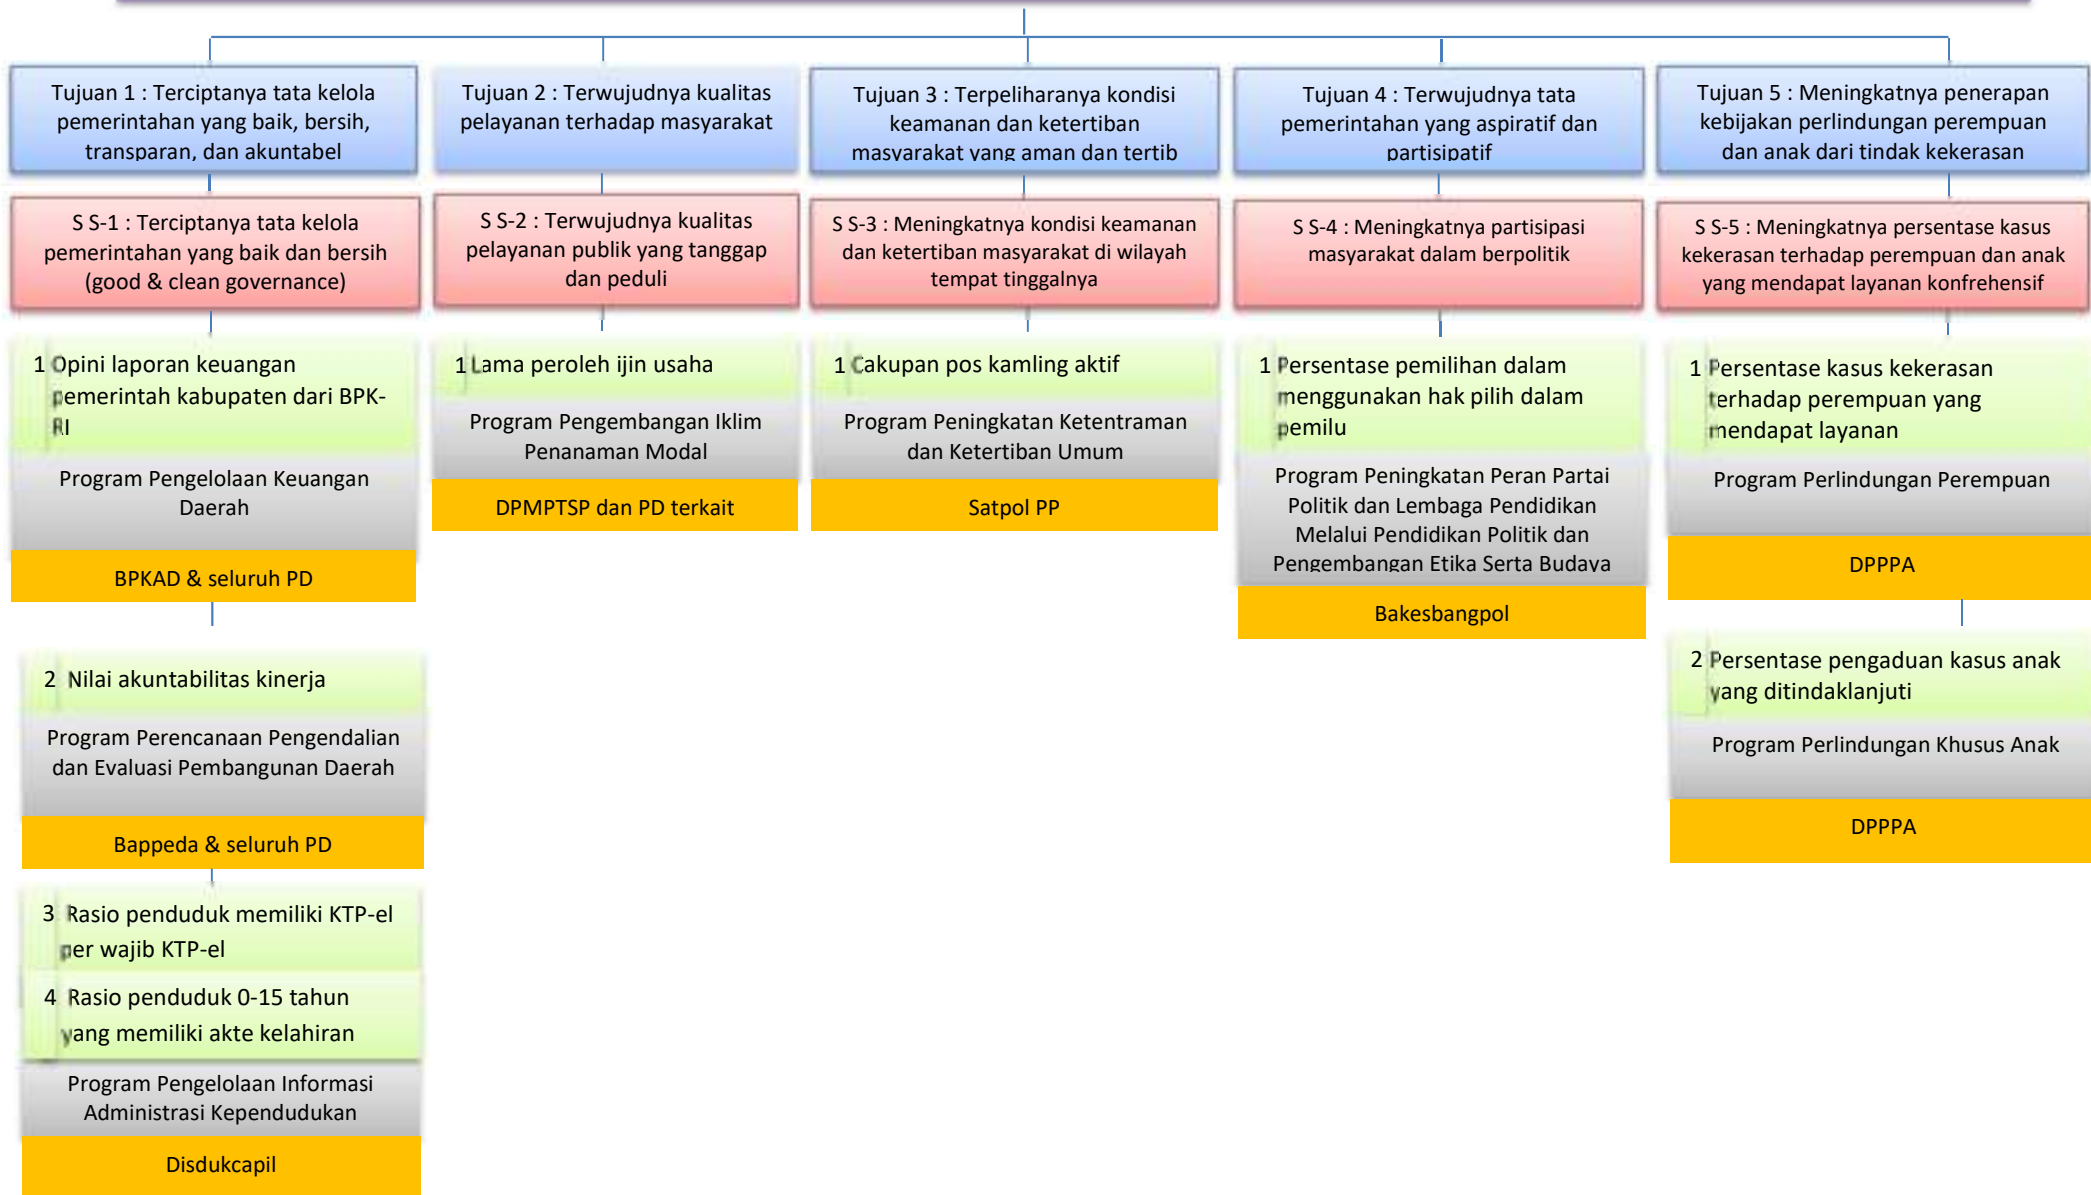 Tujuan 1 : Terciptanya tata kelola
pemerintahan yang baik, bersih,
transparan, dan akuntabel
Tujuan 2 : Terwujudnya kualitas
pelayanan terhadap masyarakat
Tujuan 3 : Terpeliharanya kondisi
keamanan dan ketertiban
masyarakat yang aman dan tertib
Tujuan 4 : Terwujudnya tata
pemerintahan yang aspiratif dan
partisipatif
Tujuan 5 : Meningkatnya penerapan
kebijakan perlindungan perempuan
dan anak dari tindak kekerasan
S S-1 : Terciptanya tata kelola
pemerintahan yang baik dan bersih
(good & clean governance)
S S-2 : Terwujudnya kualitas
pelayanan publik yang tanggap
dan peduli
S S-3 : Meningkatnya kondisi keamanan
dan ketertiban masyarakat di wilayah
tempat tinggalnya
S S-4 : Meningkatnya partisipasi
masyarakat dalam berpolitik
S S-5 : Meningkatnya persentase kasus
kekerasan terhadap perempuan dan anak
yang mendapat layanan konfrehensif
1 Opini laporan keuangan
pemerintah kabupaten dari BPK-
RI
Program Pengelolaan Keuangan
Daerah
BPKAD & seluruh PD
2 Nilai akuntabilitas kinerja
Program Perencanaan Pengendalian
dan Evaluasi Pembangunan Daerah
Bappeda & seluruh PD
3 Rasio penduduk memiliki KTP-el
per wajib KTP-el
4 Rasio penduduk 0-15 tahun
yang memiliki akte kelahiran
Program Pengelolaan Informasi
Administrasi Kependudukan
Disdukcapil
1 Lama peroleh ijin usaha
Program Pengembangan Iklim
Penanaman Modal
DPMPTSP dan PD terkait
1 Cakupan pos kamling aktif
Program Peningkatan Ketentraman
dan Ketertiban Umum
Satpol PP
1 Persentase pemilihan dalam
menggunakan hak pilih dalam
pemilu
Program Peningkatan Peran Partai
Politik dan Lembaga Pendidikan
Melalui Pendidikan Politik dan
Pengembangan Etika Serta Budaya
Bakesbangpol
1 Persentase kasus kekerasan
terhadap perempuan yang
mendapat layanan
Program Perlindungan Perempuan
DPPPA
2 Persentase pengaduan kasus anak
yang ditindaklanjuti
Program Perlindungan Khusus Anak
DPPPA